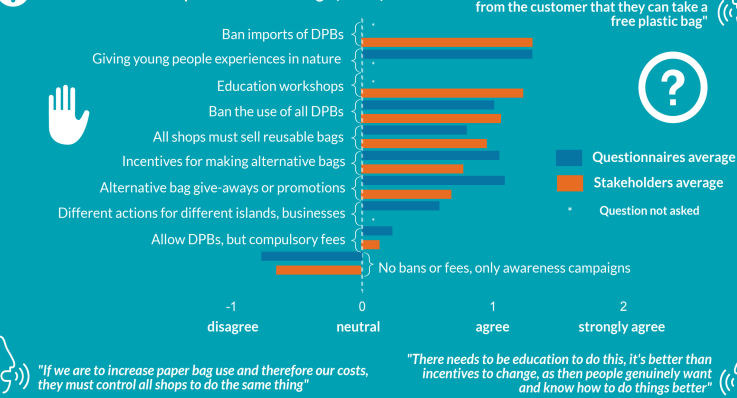 from the customer that they can take a
free plastic bag"
Ban imports of DPBs
*
Giving young people experiences in nature
*
Education workshops
*
Ban the use of all DPBs
All shops must sell reusable bags
Incentives for making alternative bags
Alternative bag give-aways or promotions
Different actions for different islands, businesses
*
Allow DPBs, but compulsory fees
No bans or fees, only awareness campaigns
?
Questionnaires average
Stakeholders average
* Question not asked
-1 0 1 2
disagree neutral agree strongly agree
"If we are to increase paper bag use and therefore our costs,
they must control all shops to do the same thing"
"There needs to be education to do this, it's better than
incentives to change, as then people genuinely want
and know how to do things better"